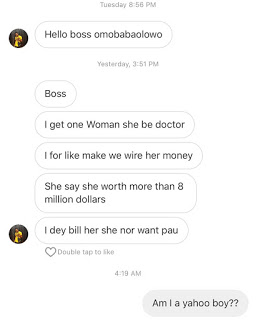 Tuesday 8:56 PM
Hello boss omobabaolowo
Yesterday, 3:51 PM
Boss
I get one Woman she be doctor
I for like make we wire her money
She say she worth more than 8
million dollars
I dey bill her she nor want pau
Double tap to like
4:19 AM
Am I a yahoo boy??